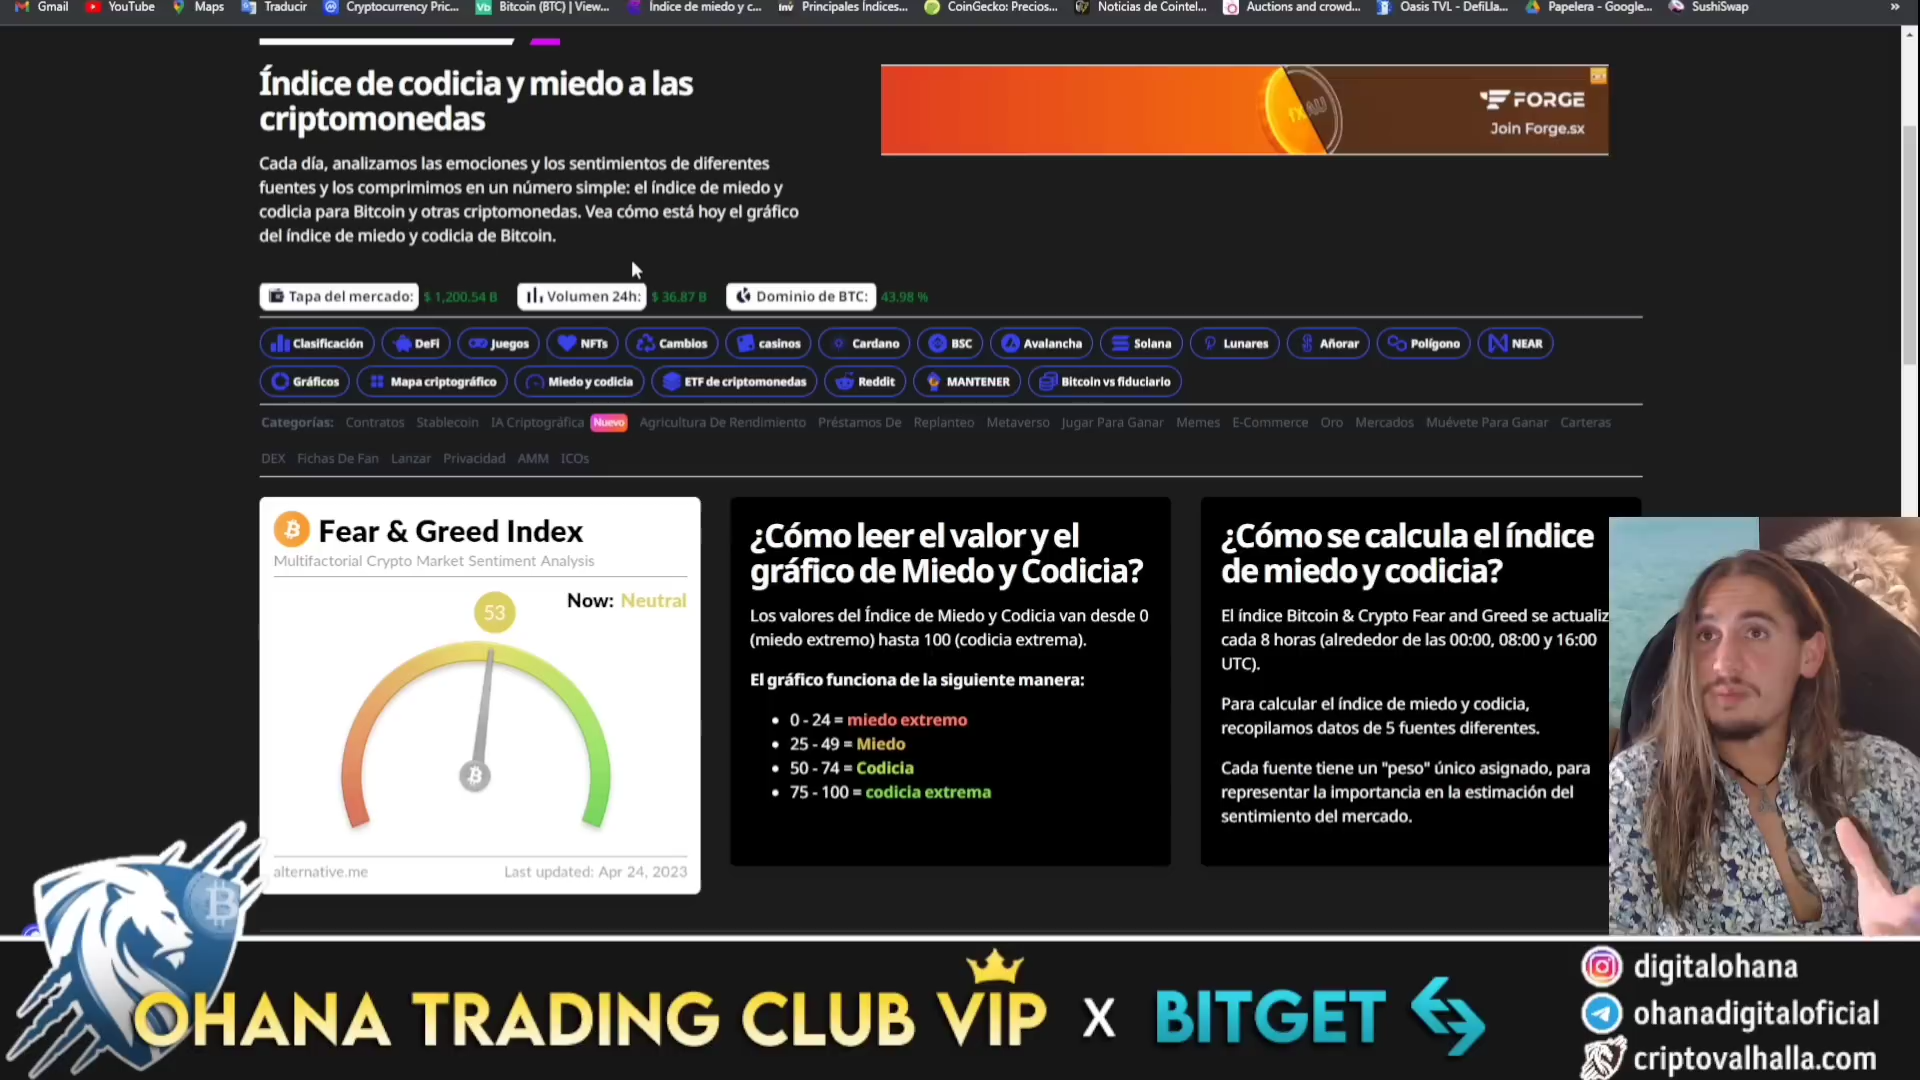 Gmail YouTube Maps Traducir Cryptocurrency Pric... Bitcoin (BTC) | View... Índice de miedo y c... Principales Índices... CoinGecko: Precios... Noticias de Cointel... Auctions and crowd... Oasis TVL - DefiLla... Papelera - Google... SushiSwap »
Índice de codicia y miedo a las
criptomonedas
Cada día, analizamos las emociones y los sentimientos de diferentes
fuentes y los comprimimos en un número simple: el índice de miedo y
codicia para Bitcoin y otras criptomonedas. Vea cómo está hoy el gráfico
del índice de miedo y codicia de Bitcoin.
FORGE
Join Forge.sx
Tapa del mercado: $ 1,200.54 B Volumen 24h: $ 36.87 B Dominio de BTC: 43.98 %
Clasificación DeFi Juegos NFTs Cambios casinos Cardano BSC Avalancha Solana Lunares Añorar Polígono NEAR
Gráficos Mapa criptográfico Miedo y codicia ETF de criptomonedas Reddit MANTENER Bitcoin vs fiduciario
Categorías: Contratos Stablecoin IA Criptográfica Nuevo Agricultura De Rendimiento Préstamos De Replanteo Metaverso Jugar Para Ganar Memes E-Commerce Oro Mercados Muévete Para Ganar Carteras
DEX Fichas De Fan Lanzar Privacidad AMM ICOs
Fear & Greed Index
Multifactorial Crypto Market Sentiment Analysis
Now: Neutral
53
alternative.me Last updated: Apr 24, 2023
¿Cómo leer el valor y el
gráfico de Miedo y Codicia?
Los valores del Índice de Miedo y Codicia van desde 0
(miedo extremo) hasta 100 (codicia extrema).
El gráfico funciona de la siguiente manera:
• 0 - 24 = miedo extremo
• 25 - 49 = Miedo
• 50 - 74 = Codicia
• 75 - 100 = codicia extrema
¿Cómo se calcula el índice
de miedo y codicia?
El índice Bitcoin & Crypto Fear and Greed se actualiz
cada 8 horas (alrededor de las 00:00, 08:00 y 16:00
UTC).
Para calcular el índice de miedo y codicia,
recopilamos datos de 5 fuentes diferentes.
Cada fuente tiene un "peso" único asignado, para
representar la importancia en la estimación del
sentimiento del mercado.
OHANA TRADING CLUB VIP X BITGET
digitalohana
ohanadigitaloficial
criptovalhalla.com